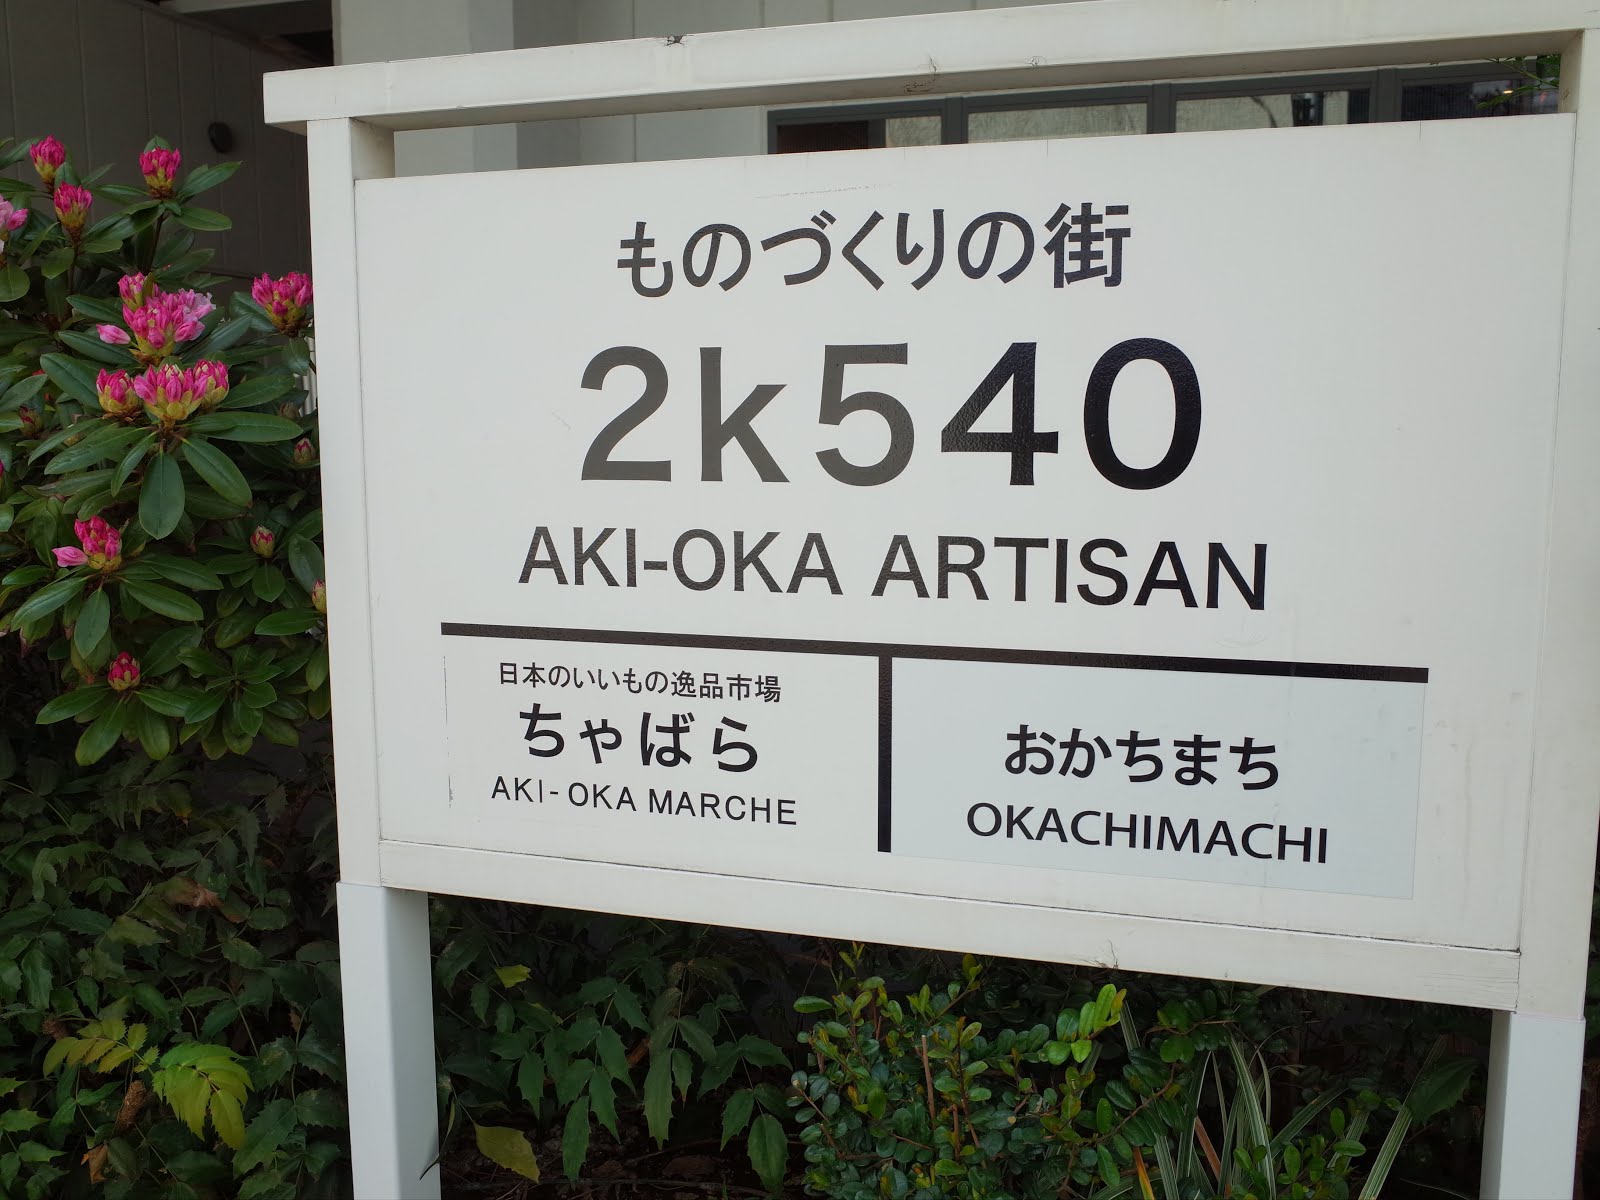 ものづくりの街
2k540
AKI-OKA ARTISAN
日本のいいもの逸品市場
ちゃばら
AKI-OKA MARCHE
おかちまち
OKACHIMACHI